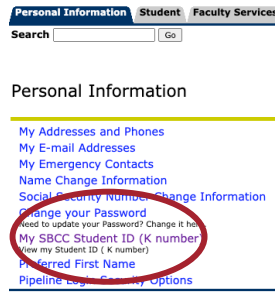 Personal Information Student Faculty Services
Search Go
Personal Information
My Addresses and Phones
My E-mail Addresses
My Emergency Contacts
Name Change Information
Social Security Number Change Information
Change your Password
Need to update your Password? Change it here
My SBCC Student ID (K number)
View my Student ID ( K number)
Preferred First Name
Pipeline Login Security Options